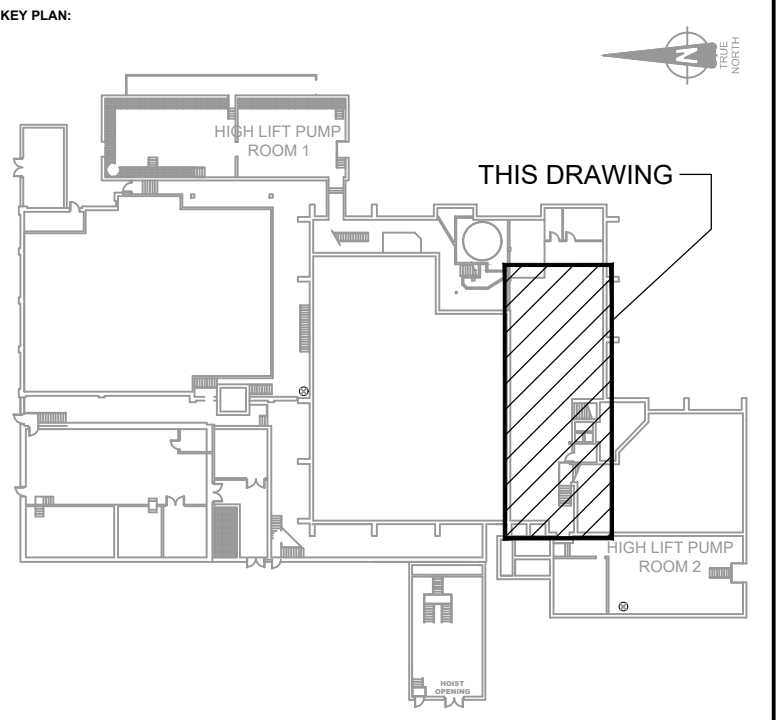 KEY PLAN:
N
TRUE
NORTH
HIGH LIFT PUMP
ROOM 1
THIS DRAWING
HIGH LIFT PUMP
ROOM 2
HOIST
OPENING